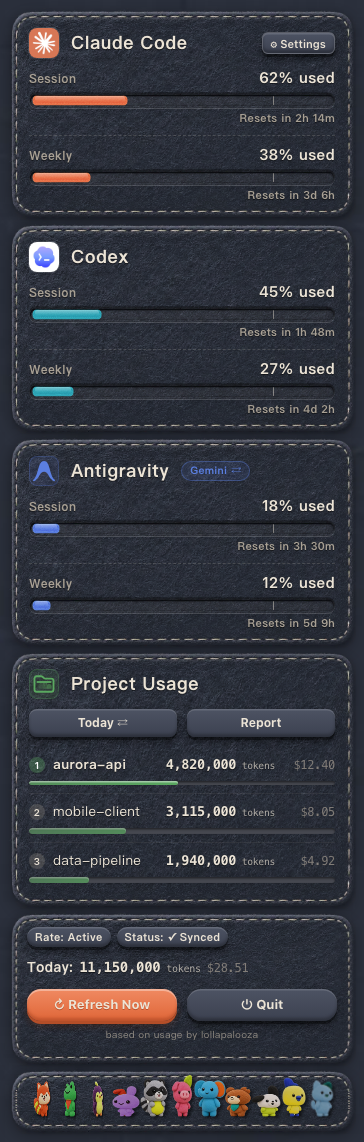 Claude Code
⚙ Settings
Session 62% used
Resets in 2h 14m
Weekly 38% used
Resets in 3d 6h
Codex
Session 45% used
Resets in 1h 48m
Weekly 27% used
Resets in 4d 2h
Antigravity Gemini ⇄
Session 18% used
Resets in 3h 30m
Weekly 12% used
Resets in 5d 9h
Project Usage
Today ⇄ Report
1 aurora-api 4,820,000 tokens $12.40
2 mobile-client 3,115,000 tokens $8.05
3 data-pipeline 1,940,000 tokens $4.92
Rate: Active Status: ✓ Synced
Today: 11,150,000 tokens $28.51
↻ Refresh Now ⏻ Quit
based on usage by lollapalooza